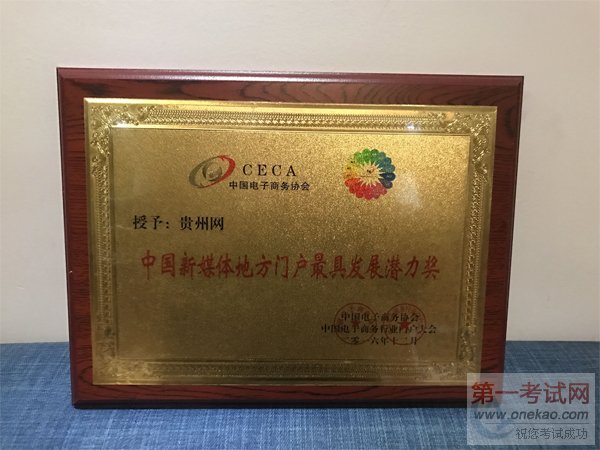 CECA
中国电子商务协会
授予：贵州网
中国新媒体地方门户最具发展潜力奖
中国电子商务协会
中国电子商务行业门户大会
二零一六年十二月
第一考试网
www.onekao.com
祝您考试成功